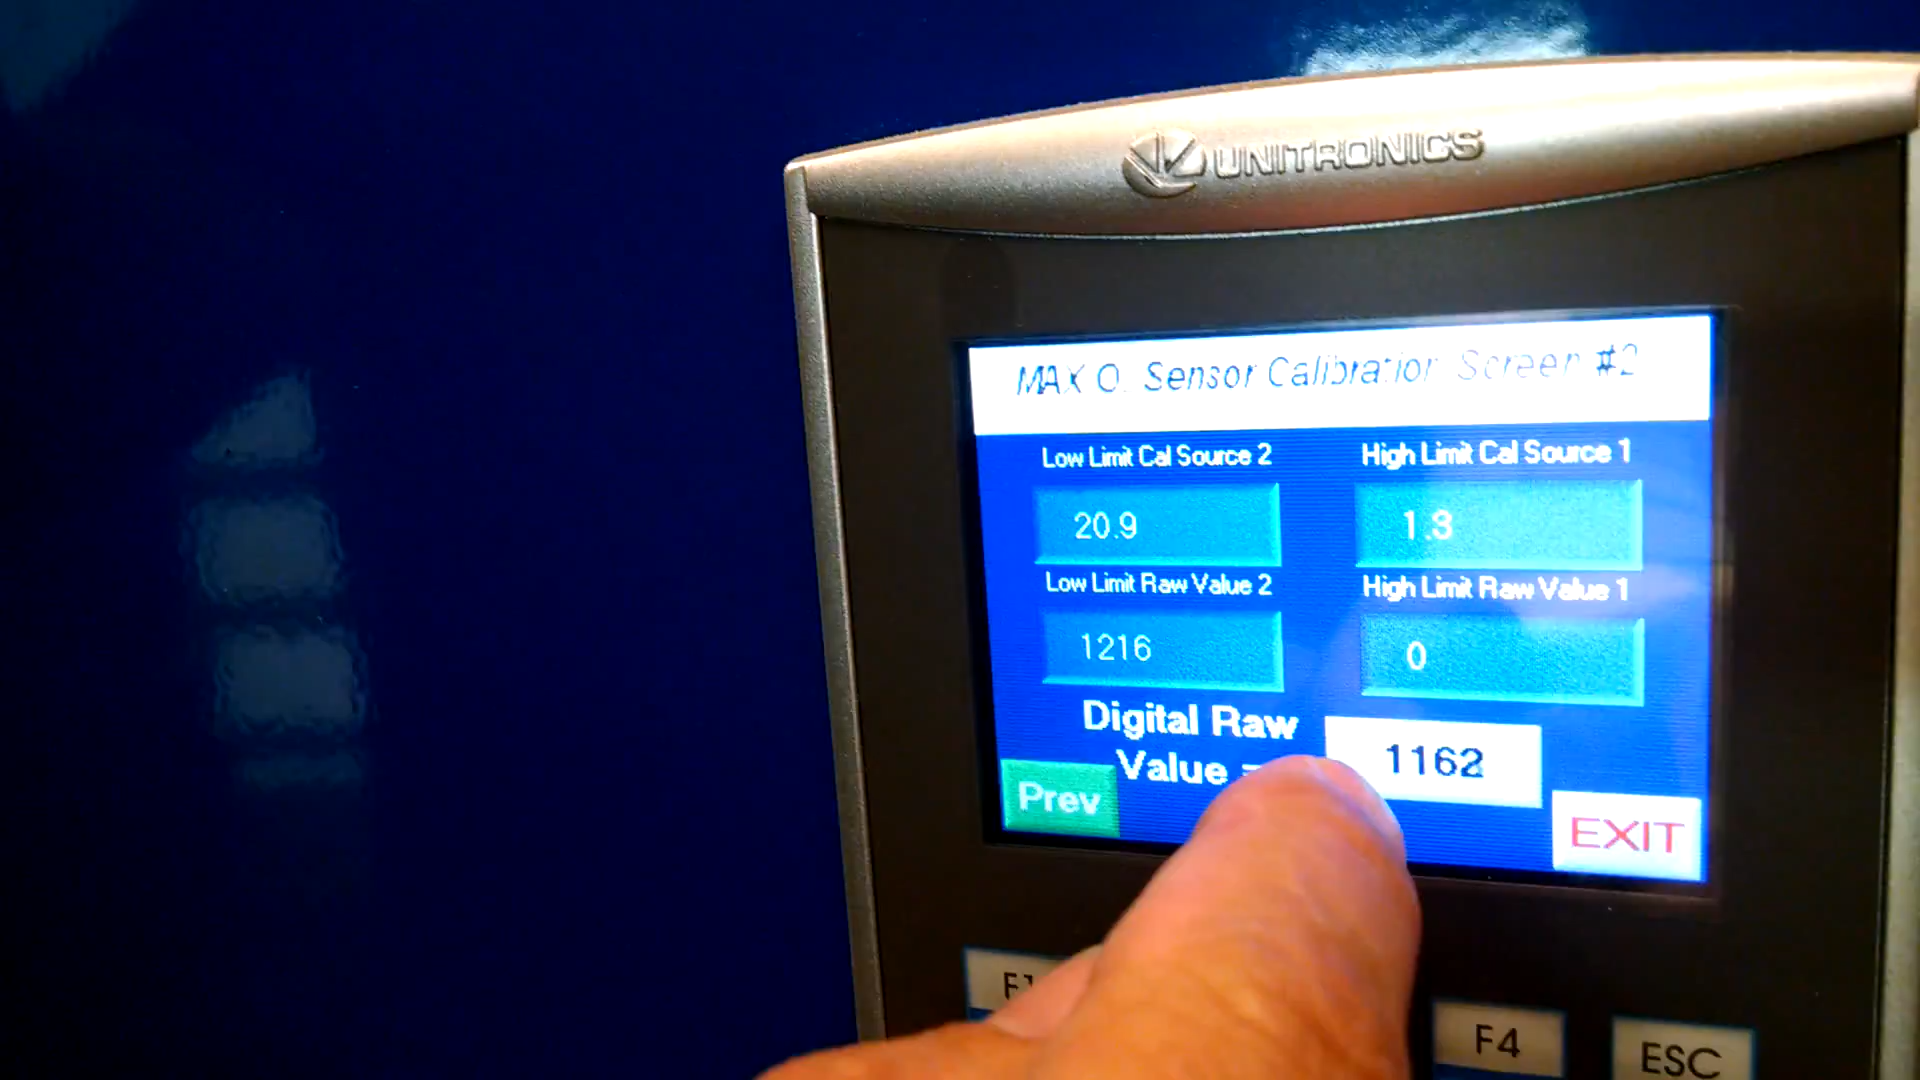 UNITRONICS
MAX O. Sensor Calibration Screen #2
Low Limit Cal Source 2
High Limit Cal Source 1
20.9
1.3
Low Limit Raw Value 2
High Limit Raw Value 1
1216
0
Digital Raw
Value =
1162
Prev
EXIT
F1
F4
ESC